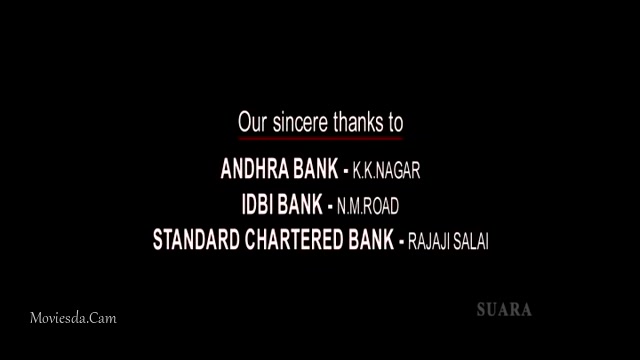 Our sincere thanks to
ANDHRA BANK - K.K.NAGAR
IDBI BANK - N.M.ROAD
STANDARD CHARTERED BANK - RAJAJI SALAI
SUARA
Moviesda.Cam